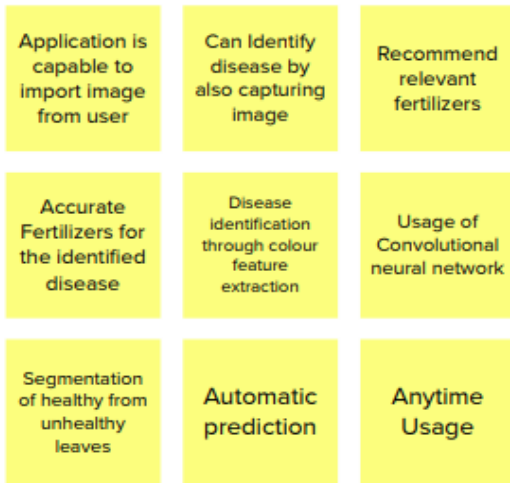 Application is
capable to
import image
from user
Can Identify
disease by
also capturing
image
Recommend
relevant
fertilizers
Accurate
Fertilizers for
the identified
disease
Disease
identification
through colour
feature
extraction
Usage of
Convolutional
neural network
Segmentation
of healthy from
unhealthy
leaves
Automatic
prediction
Anytime
Usage